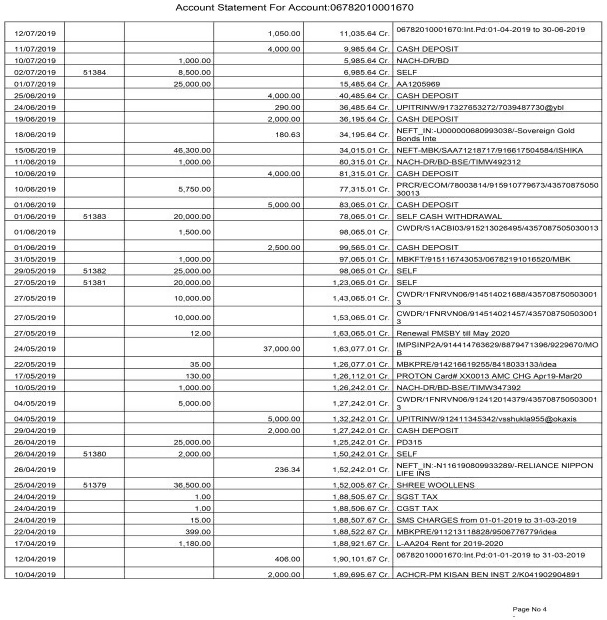 Account Statement For Account:06782010001670
12/07/2019 1,050.00 11,035.64 Cr. 06782010001670:Int.Pd:01-04-2019 to 30-06-2019
11/07/2019 4,000.00 9,985.64 Cr. CASH DEPOSIT
10/07/2019 1,000.00 5,985.64 Cr. NACH-DR/BD
02/07/2019 51384 8,500.00 6,985.64 Cr. SELF
01/07/2019 25,000.00 15,485.64 Cr. AA1205969
25/06/2019 4,000.00 40,485.64 Cr. CASH DEPOSIT
24/06/2019 290.00 36,485.64 Cr. UPITRINW/917327653272/7039487730@ybl
19/06/2019 2,000.00 36,195.64 Cr. CASH DEPOSIT
18/06/2019 180.63 34,195.64 Cr. NEFT_IN:-U000000680993038/-Sovereign Gold
Bonds Inte
15/06/2019 46,300.00 34,015.01 Cr. NEFT-MBK/SAA71218717/916617504584/ISHIKA
11/06/2019 1,000.00 80,315.01 Cr. NACH-DR/BD-BSE/TIMW492312
10/06/2019 4,000.00 81,315.01 Cr. CASH DEPOSIT
10/06/2019 5,750.00 77,315.01 Cr. PRCR/ECOM/78003814/915910779673/43570875050
30013
01/06/2019 5,000.00 83,065.01 Cr. CASH DEPOSIT
01/06/2019 51383 20,000.00 78,065.01 Cr. SELF CASH WITHDRAWAL
01/06/2019 1,500.00 98,065.01 Cr. CWDR/S1ACBI03/915213026495/4357087505030013
01/06/2019 2,500.00 99,565.01 Cr. CASH DEPOSIT
31/05/2019 1,000.00 97,065.01 Cr. MBKFT/915116743053/06782191016520/MBK
29/05/2019 51382 25,000.00 98,065.01 Cr. SELF
27/05/2019 51381 20,000.00 1,23,065.01 Cr. SELF
27/05/2019 10,000.00 1,43,065.01 Cr. CWDR/1FNRVN06/914514021688/435708750503001
3
27/05/2019 10,000.00 1,53,065.01 Cr. CWDR/1FNRVN06/914514021457/435708750503001
3
27/05/2019 12.00 1,63,065.01 Cr. Renewal PMSBY till May 2020
24/05/2019 37,000.00 1,63,077.01 Cr. IMPSINP2A/914414763629/8879471396/9229670/MO
B
22/05/2019 35.00 1,26,077.01 Cr. MBKPRE/914216619255/8418033133/idea
17/05/2019 130.00 1,26,112.01 Cr. PROTON Card# XX0013 AMC CHG Apr19-Mar20
10/05/2019 1,000.00 1,26,242.01 Cr. NACH-DR/BD-BSE/TIMW347392
04/05/2019 5,000.00 1,27,242.01 Cr. CWDR/1FNRVN06/912412014379/435708750503001
3
04/05/2019 5,000.00 1,32,242.01 Cr. UPITRINW/912411345342/vsshukla955@okaxis
29/04/2019 2,000.00 1,27,242.01 Cr. CASH DEPOSIT
26/04/2019 25,000.00 1,25,242.01 Cr. PD315
26/04/2019 51380 2,000.00 1,50,242.01 Cr. SELF
26/04/2019 236.34 1,52,242.01 Cr. NEFT_IN:-N116190809933289/-RELIANCE NIPPON
LIFE INS
25/04/2019 51379 36,500.00 1,52,005.67 Cr. SHREE WOOLLENS
24/04/2019 1.00 1,88,505.67 Cr. SGST TAX
24/04/2019 1.00 1,88,506.67 Cr. CGST TAX
24/04/2019 15.00 1,88,507.67 Cr. SMS CHARGES from 01-01-2019 to 31-03-2019
22/04/2019 399.00 1,88,522.67 Cr. MBKPRE/911213118828/9506776779/idea
17/04/2019 1,180.00 1,88,921.67 Cr. L-AA204 Rent for 2019-2020
12/04/2019 406.00 1,90,101.67 Cr. 06782010001670:Int.Pd:01-01-2019 to 31-03-2019
10/04/2019 2,000.00 1,89,695.67 Cr. ACHCR-PM KISAN BEN INST 2/K041902904891
Page No 4